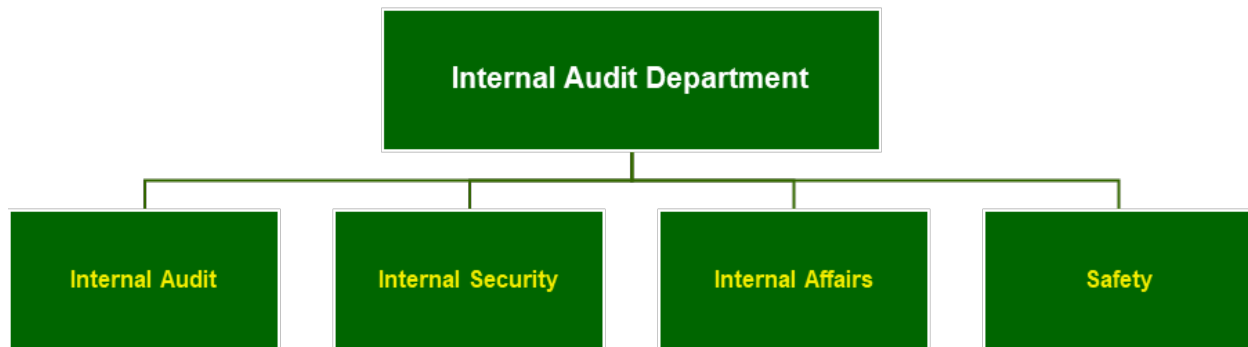 Internal Audit Department
Internal Audit
Internal Security
Internal Affairs
Safety